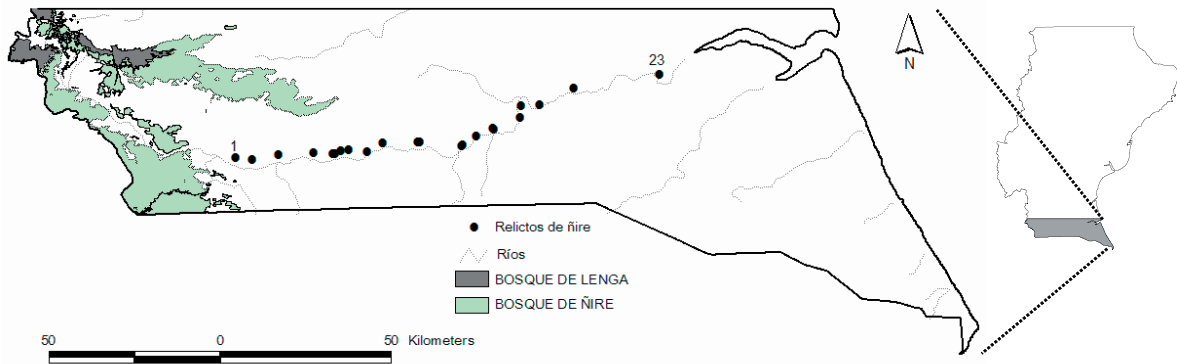 23
N
1
Relictos de ñire
Ríos
BOSQUE DE LENGA
BOSQUE DE ÑIRE
50 0 50 Kilometers